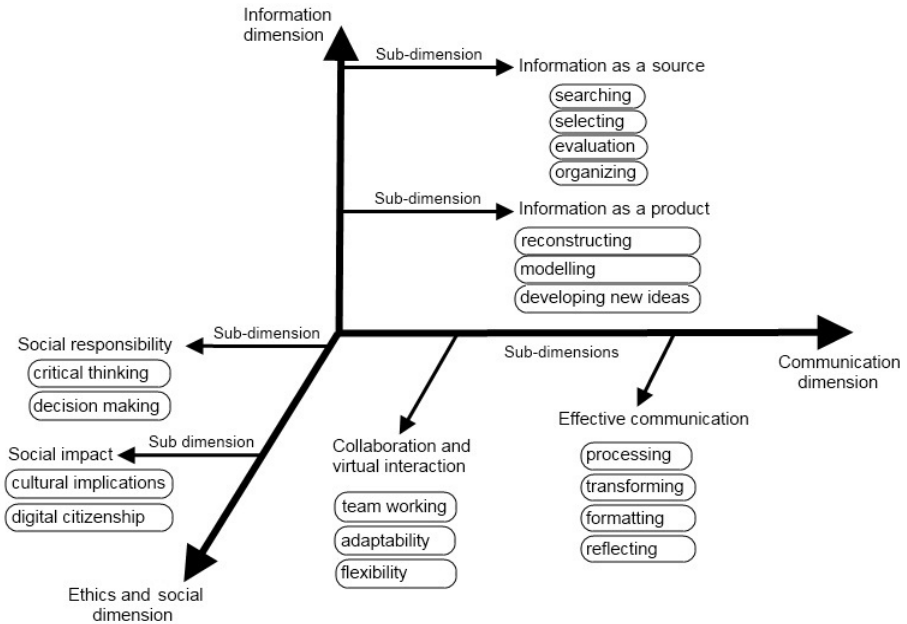 Information
dimension
Sub-dimension
Information as a source
searching
selecting
evaluation
organizing
Sub-dimension
Information as a product
reconstructing
modelling
developing new ideas
Sub-dimension
Social responsibility
critical thinking
decision making
Sub dimension
Social impact
cultural implications
digital citizenship
Ethics and social
dimension
Sub-dimensions
Communication
dimension
Collaboration and
virtual interaction
team working
adaptability
flexibility
Effective communication
processing
transforming
formatting
reflecting